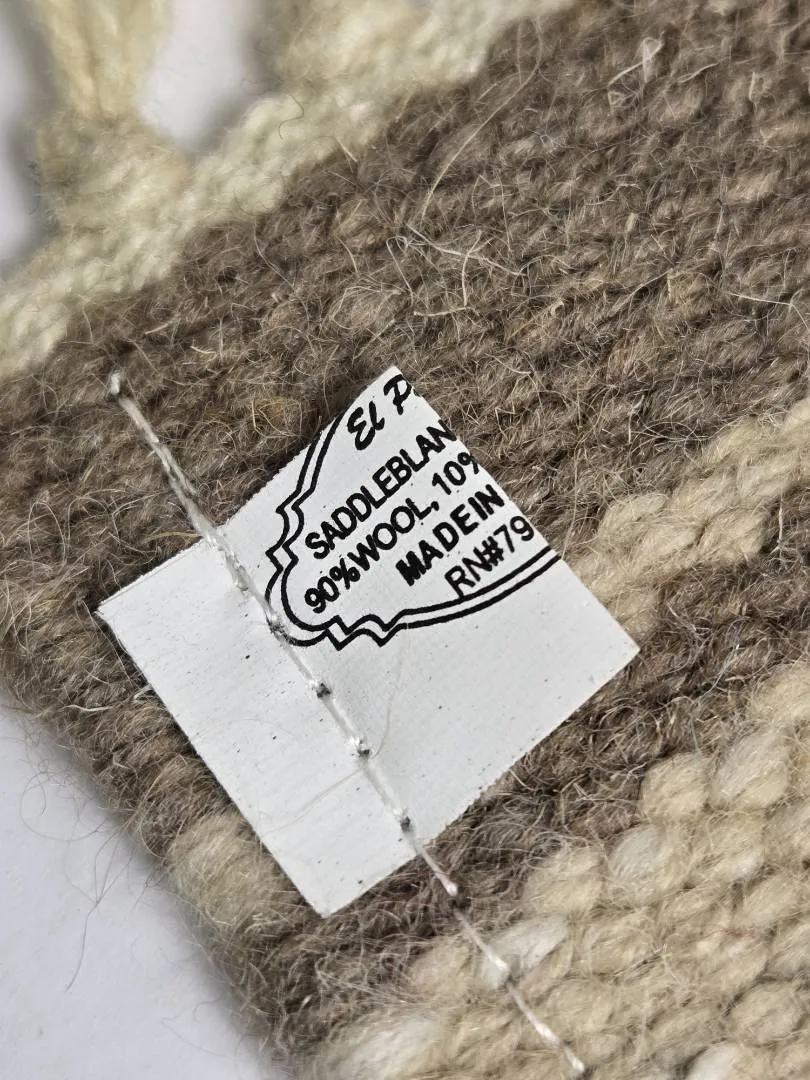 El P
SADDLEBLAN
90%WOOL, 10%
MADE IN
RN#79